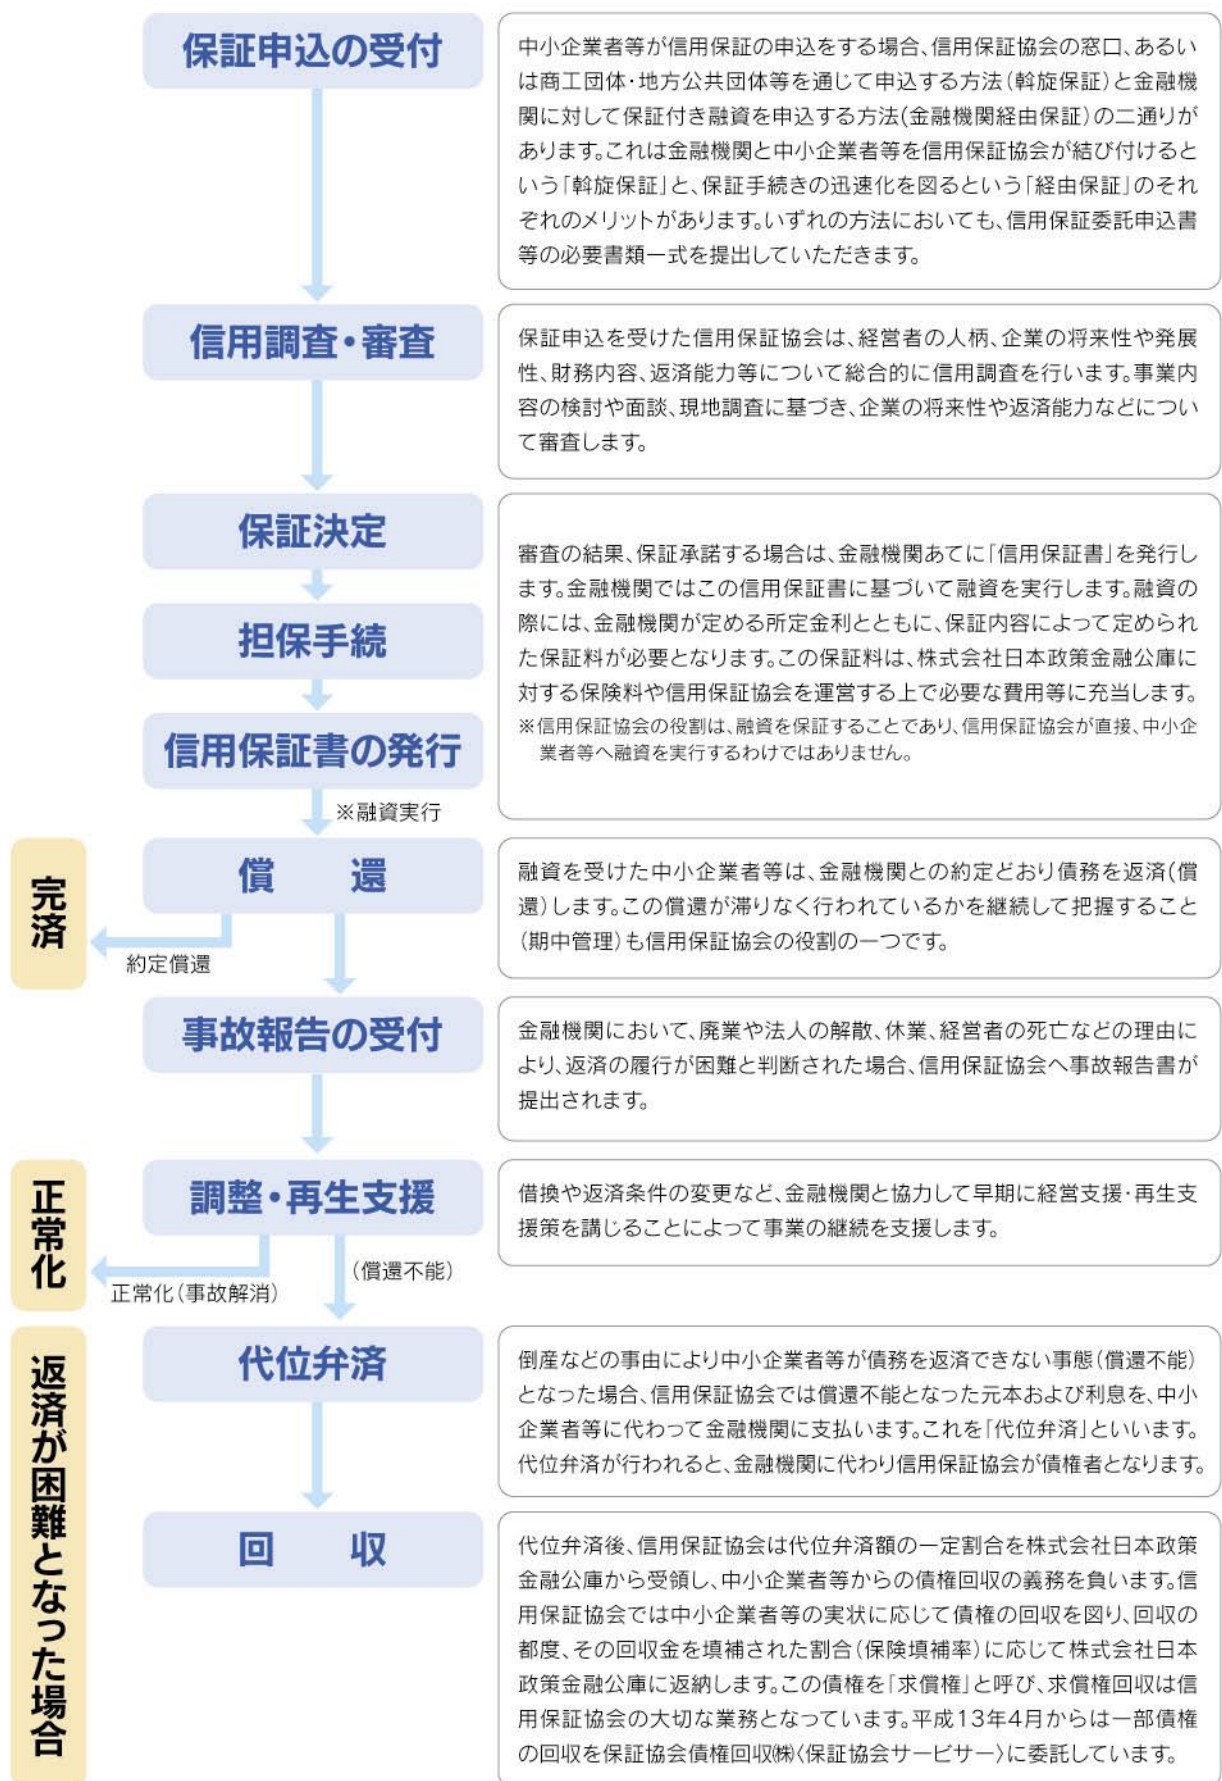 保証申込の受付
中小企業者等が信用保証の申込をする場合、信用保証協会の窓口、あるい
は商工団体・地方公共団体等を通じて申込する方法（斡旋保証）と金融機
関に対して保証付き融資を申込する方法(金融機関経由保証）の二通りが
あります。これは金融機関と中小企業者等を信用保証協会が結び付けると
いう「斡旋保証」と、保証手続きの迅速化を図るという「経由保証」のそれ
ぞれのメリットがあります。いずれの方法においても、信用保証委託申込書
等の必要書類一式を提出していただきます。
信用調査・審査
保証申込を受けた信用保証協会は、経営者の人柄、企業の将来性や発展
性、財務内容、返済能力等について総合的に信用調査を行います。事業内
容の検討や面談、現地調査に基づき、企業の将来性や返済能力などについ
て審査します。
保証決定
担保手続
信用保証書の発行
※融資実行
審査の結果、保証承諾する場合は、金融機関あてに「信用保証書」を発行し
ます。金融機関ではこの信用保証書に基づいて融資を実行します。融資の
際には、金融機関が定める所定金利とともに、保証内容によって定められ
た保証料が必要となります。この保証料は、株式会社日本政策金融公庫に
対する保険料や信用保証協会を運営する上で必要な費用等に充当します。
※信用保証協会の役割は、融資を保証することであり、信用保証協会が直接、中小企
業者等へ融資を実行するわけではありません。
完済
償　還
約定償還
融資を受けた中小企業者等は、金融機関との約定どおり債務を返済(償
還)します。この償還が滞りなく行われているかを継続して把握すること
（期中管理）も信用保証協会の役割の一つです。
事故報告の受付
金融機関において、廃業や法人の解散、休業、経営者の死亡などの理由に
より、返済の履行が困難と判断された場合、信用保証協会へ事故報告書が
提出されます。
正常化
調整・再生支援
正常化（事故解消）
（償還不能）
借換や返済条件の変更など、金融機関と協力して早期に経営支援・再生支
援策を講じることによって事業の継続を支援します。
返済が困難となった場合
代位弁済
倒産などの事由により中小企業者等が債務を返済できない事態（償還不能）
となった場合、信用保証協会では償還不能となった元本および利息を、中小
企業者等に代わって金融機関に支払います。これを「代位弁済」といいます。
代位弁済が行われると、金融機関に代わり信用保証協会が債権者となります。
回　収
代位弁済後、信用保証協会は代位弁済額の一定割合を株式会社日本政策
金融公庫から受領し、中小企業者等からの債権回収の義務を負います。信
用保証協会では中小企業者等の実状に応じて債権の回収を図り、回収の
都度、その回収金を填補された割合（保険填補率）に応じて株式会社日本
政策金融公庫に返納します。この債権を「求償権」と呼び、求償権回収は信
用保証協会の大切な業務となっています。平成13年4月からは一部債権
の回収を保証協会債権回収㈱〈保証協会サービサー〉に委託しています。